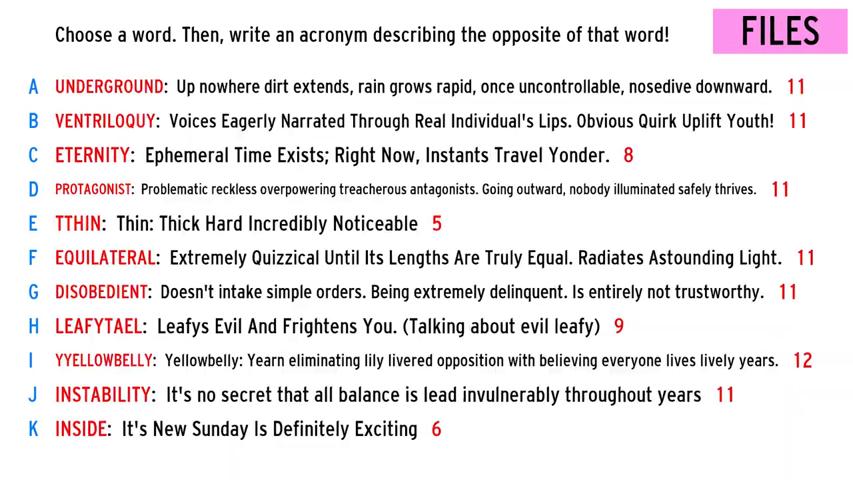 Choose a word. Then, write an acronym describing the opposite of that word!
FILES
A UNDERGROUND: Up nowhere dirt extends, rain grows rapid, once uncontrollable, nosedive downward. 11
B VENTRILOQUY: Voices Eagerly Narrated Through Real Individual's Lips. Obvious Quirk Uplift Youth! 11
C ETERNITY: Ephemeral Time Exists; Right Now, Instants Travel Yonder. 8
D PROTAGONIST: Problematic reckless overpowering treacherous antagonists. Going outward, nobody illuminated safely thrives. 11
E TTHIN: Thin: Thick Hard Incredibly Noticeable 5
F EQUILATERAL: Extremely Quizzical Until Its Lengths Are Truly Equal. Radiates Astounding Light. 11
G DISOBEDIENT: Doesn't intake simple orders. Being extremely delinquent. Is entirely not trustworthy. 11
H LEAFYTAEL: Leafys Evil And Frightens You. (Talking about evil leafy) 9
I YYELLOWBELLY: Yellowbelly: Yearn eliminating lily livered opposition with believing everyone lives lively years. 12
J INSTABILITY: It's no secret that all balance is lead invulnerably throughout years 11
K INSIDE: It's New Sunday Is Definitely Exciting 6